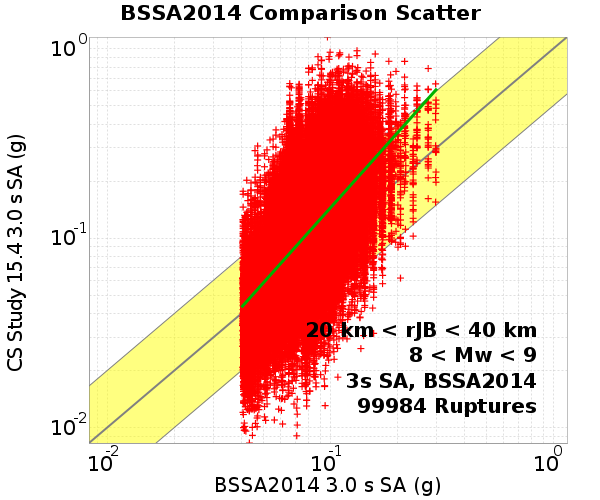 BSSA2014 Comparison Scatter
CS Study 15.4 3.0 s SA (g)
10^0
10^-1
10^-2
20 km < rJB < 40 km
8 < Mw < 9
3s SA, BSSA2014
99984 Ruptures
10^-2 10^-1 10^0
BSSA2014 3.0 s SA (g)